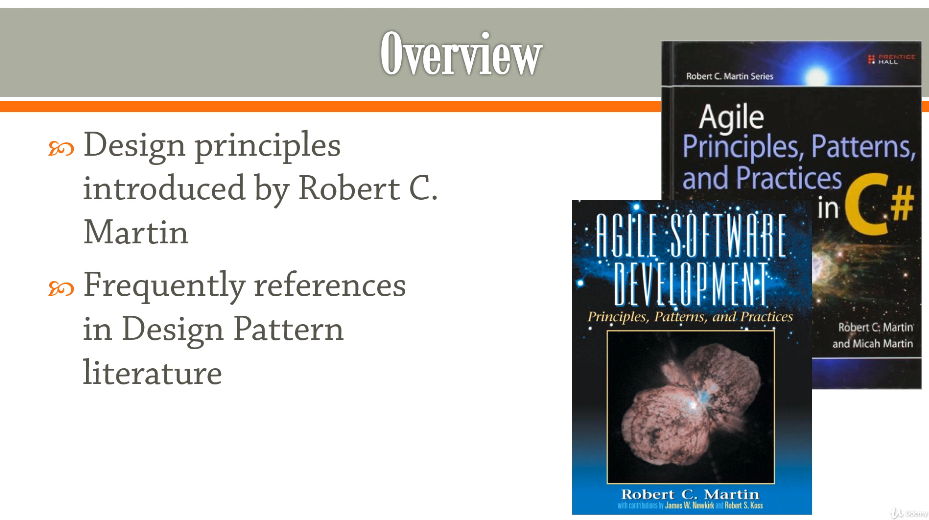 Overview
Design principles
introduced by Robert C.
Martin
Frequently references
in Design Pattern
literature
PRENTICE
HALL
Robert C. Martin Series
Agile
Principles, Patterns,
and Practices
in C#
Robert C. Martin
and Micah Martin
AGILE SOFTWARE
DEVELOPMENT
Principles, Patterns, and Practices
Robert C. Martin
with contributions by James W. Newkirk and Robert S. Koss
Udemy